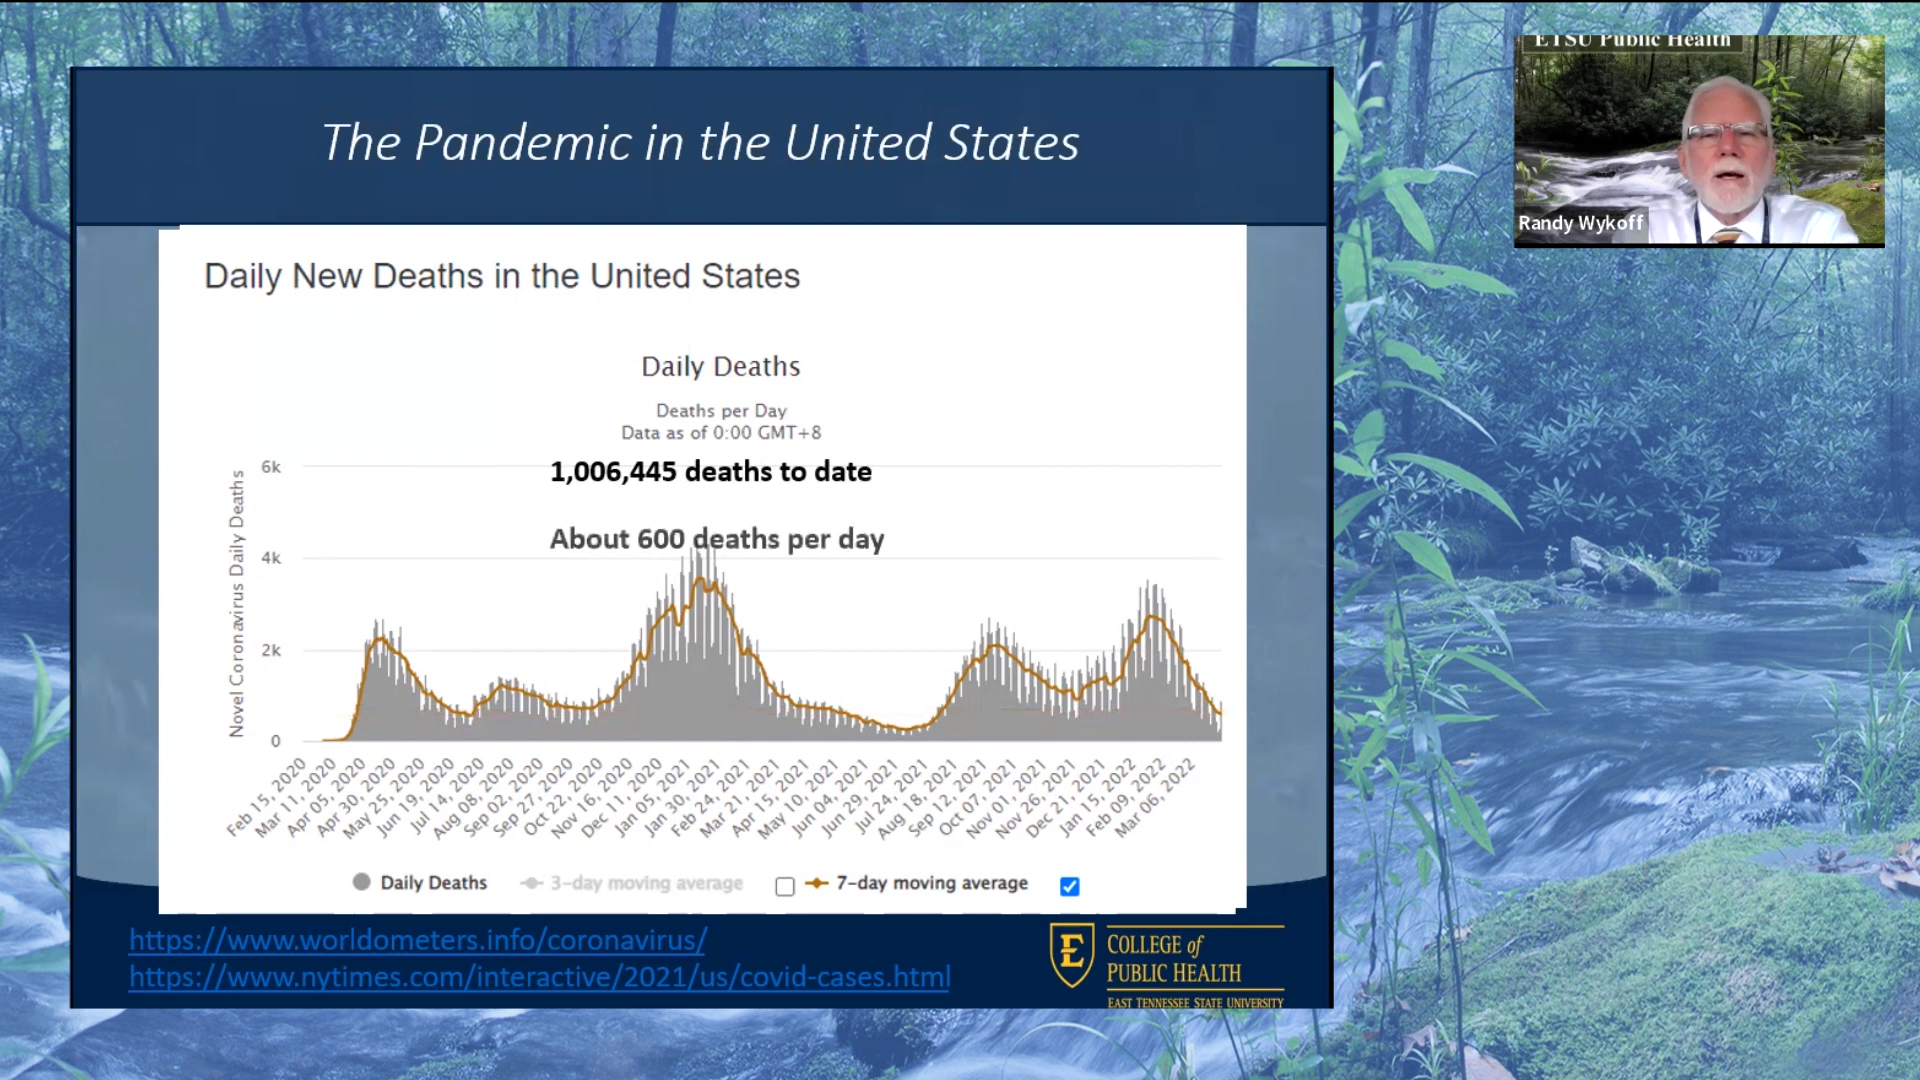 ETSU Public Health
Randy Wykoff
The Pandemic in the United States
Daily New Deaths in the United States
Daily Deaths
Deaths per Day
Data as of 0:00 GMT+8
1,006,445 deaths to date
About 600 deaths per day
Novel Coronavirus Daily Deaths
6k
4k
2k
0
Feb 15, 2020
Mar 11, 2020
Apr 05, 2020
Apr 30, 2020
May 25, 2020
Jun 19, 2020
Jul 14, 2020
Aug 08, 2020
Sep 02, 2020
Sep 27, 2020
Oct 22, 2020
Nov 16, 2020
Dec 11, 2020
Jan 05, 2021
Jan 30, 2021
Feb 24, 2021
Mar 21, 2021
Apr 15, 2021
May 10, 2021
Jun 04, 2021
Jun 29, 2021
Jul 24, 2021
Aug 18, 2021
Sep 12, 2021
Oct 07, 2021
Nov 01, 2021
Nov 26, 2021
Dec 21, 2021
Jan 15, 2022
Feb 09, 2022
Mar 06, 2022
Daily Deaths 3-day moving average 7-day moving average
https://www.worldometers.info/coronavirus/
https://www.nytimes.com/interactive/2021/us/covid-cases.html
E
COLLEGE of
PUBLIC HEALTH
EAST TENNESSEE STATE UNIVERSITY